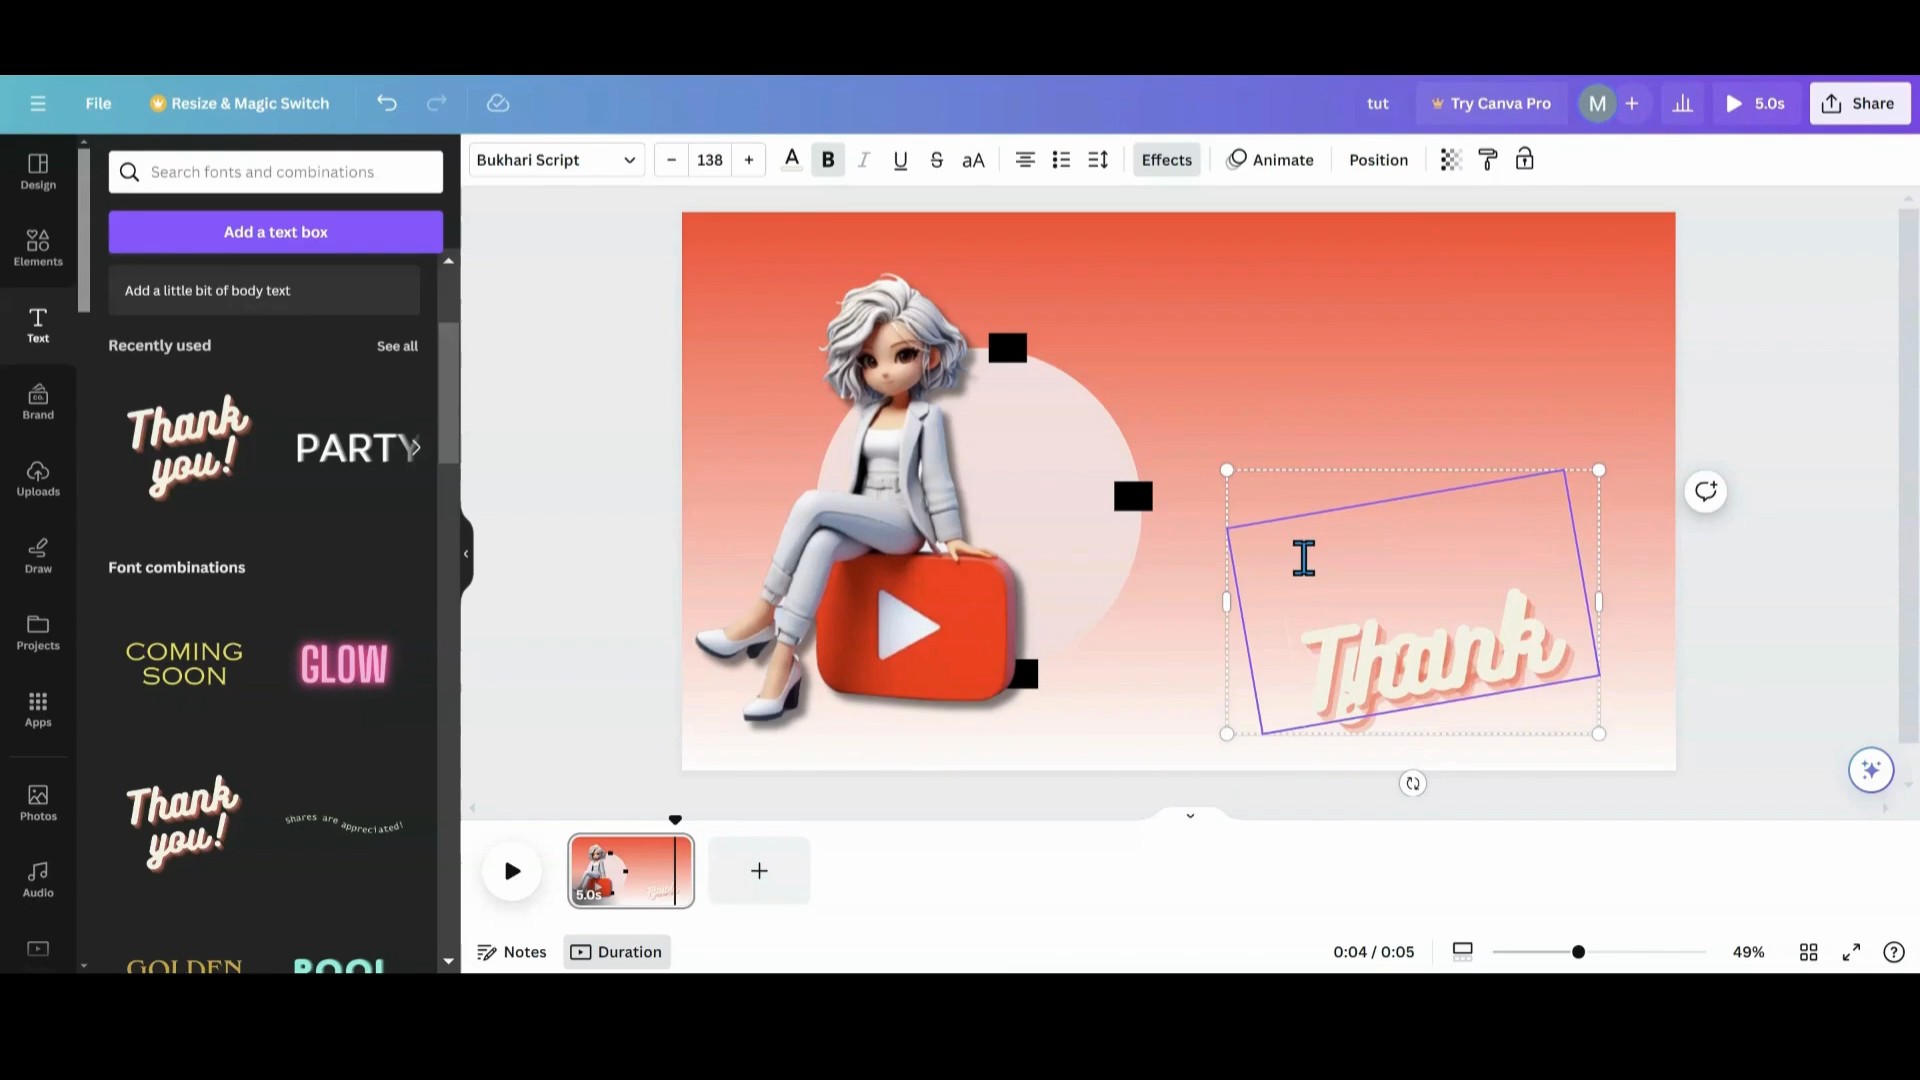 File
Resize & Magic Switch
tut
Try Canva Pro
M
5.0s
Share
Design
Elements
Text
Brand
Uploads
Draw
Projects
Apps
Photos
Audio
Search fonts and combinations
Add a text box
Add a little bit of body text
Recently used
See all
Thank
you!
PARTY
Font combinations
COMING
SOON
GLOW
Thank
you!
shares are appreciated!
GOLDEN
POOL
Bukhari Script
138
A
B
I
U
S
aA
Effects
Animate
Position
Thank
5.0s
Notes
Duration
0:04 / 0:05
49%